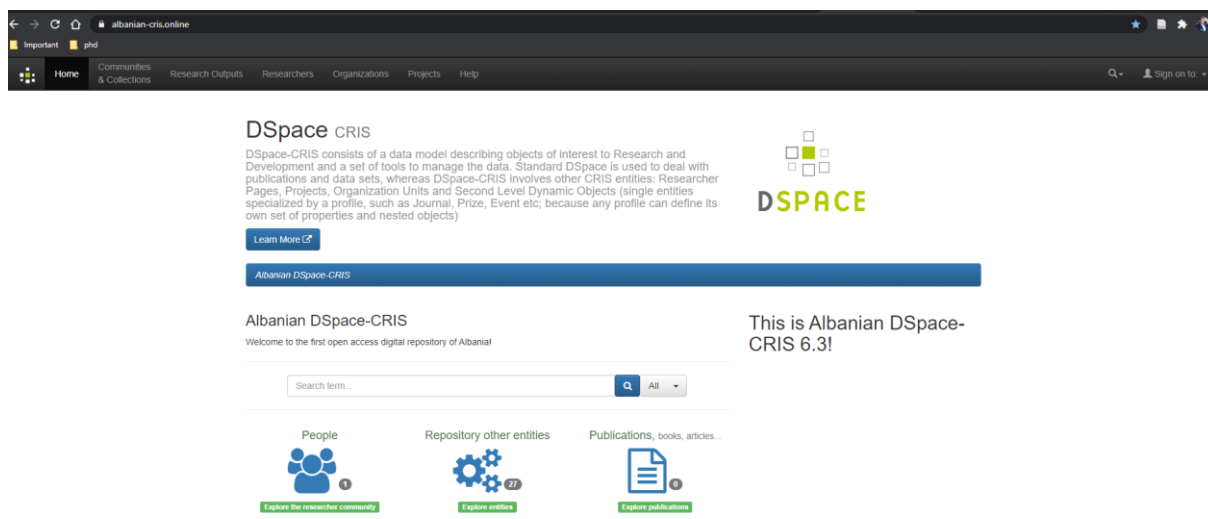 albanian-cris.online
Important phd
Home Communities & Collections Research Outputs Researchers Organizations Projects Help Sign on to:
DSpace CRIS
DSpace-CRIS consists of a data model describing objects of interest to Research and
Development and a set of tools to manage the data. Standard DSpace is used to deal with
publications and data sets, whereas DSpace-CRIS involves other CRIS entities: Researcher
Pages, Projects, Organization Units and Second Level Dynamic Objects (single entities
specialized by a profile, such as Journal, Prize, Event etc; because any profile can define its
own set of properties and nested objects)
DSPACE
Learn More
Albanian DSpace-CRIS
Albanian DSpace-CRIS
Welcome to the first open access digital repository of Albania!
This is Albanian DSpace-
CRIS 6.3!
Search term... All
People Repository other entities Publications, books, articles...
1 27 0
Explore the researcher community Explore entities Explore publications